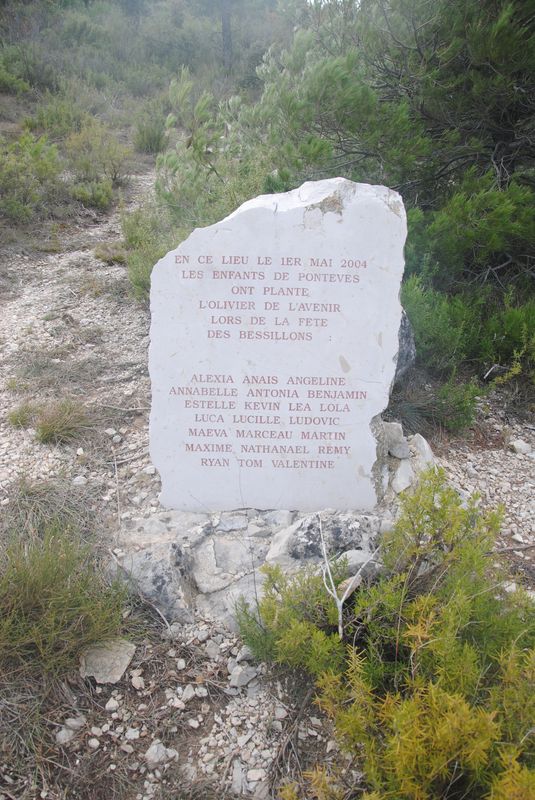 EN CE LIEU LE 1ER MAI 2004
LES ENFANTS DE PONTEVES
ONT PLANTE
L'OLIVIER DE L'AVENIR
LORS DE LA FETE
DES BESSILLONS :
ALEXIA ANAIS ANGELINE
ANNABELLE ANTONIA BENJAMIN
ESTELLE KEVIN LEA LOLA
LUCA LUCILLE LUDOVIC
MAEVA MARCEAU MARTIN
MAXIME NATHANAEL REMY
RYAN TOM VALENTINE